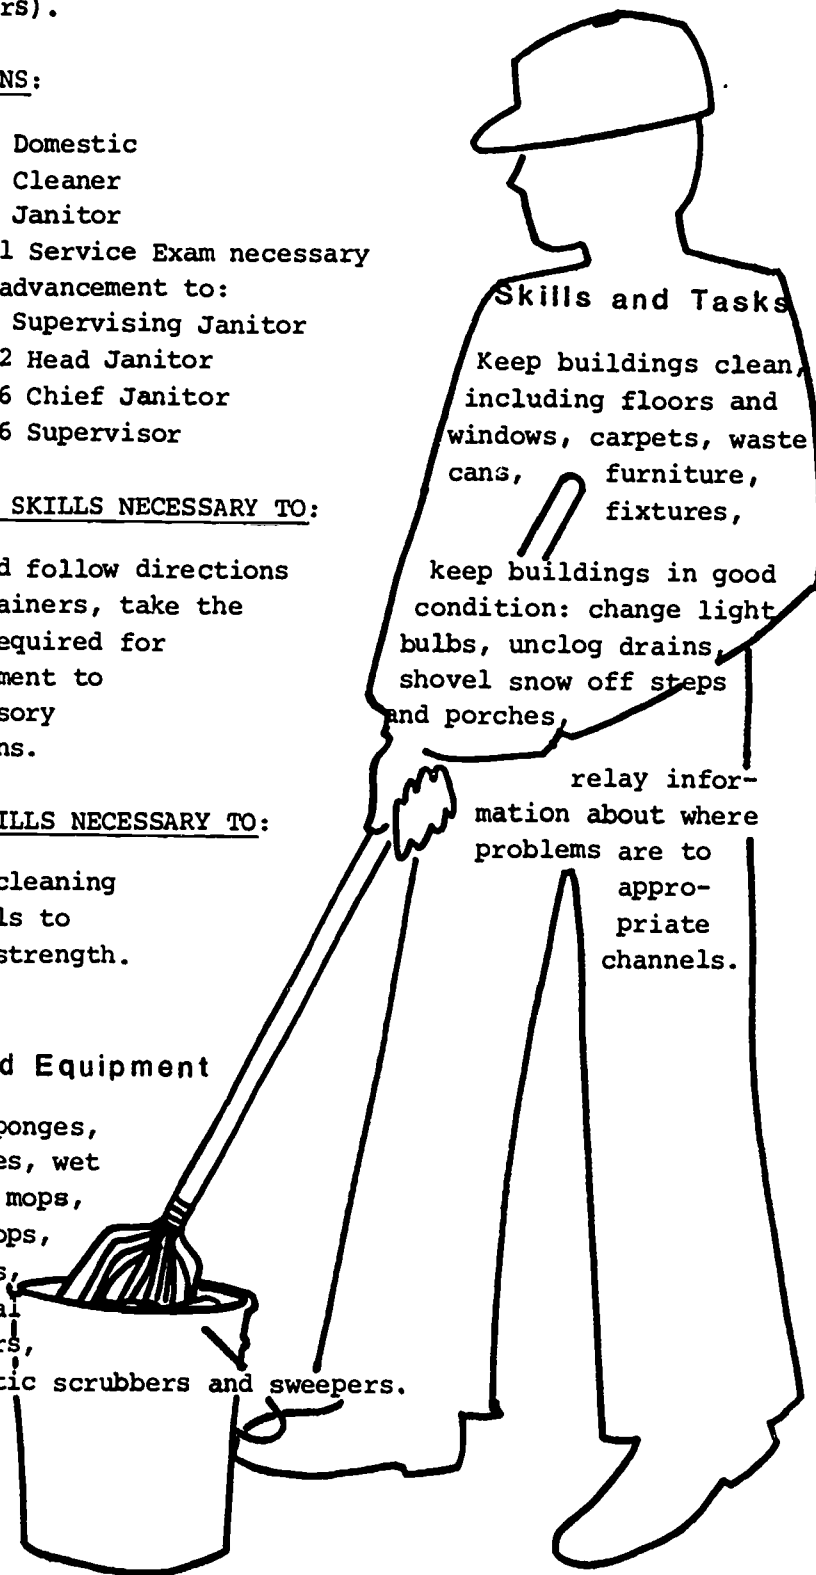 rs).
NS:
Domestic
Cleaner
Janitor
l Service Exam necessary
advancement to:
Supervising Janitor
2 Head Janitor
6 Chief Janitor
6 Supervisor
SKILLS NECESSARY TO:
d follow directions
ainers, take the
equired for
ment to
sory
ns.
ILLS NECESSARY TO:
cleaning
ls to
strength.
d Equipment
ponges,
es, wet
mops,
ops,
s,
al
rs,
tic scrubbers and sweepers.
Skills and Tasks
Keep buildings clean,
including floors and
windows, carpets, waste
cans, furniture,
fixtures,
keep buildings in good
condition: change light
bulbs, unclog drains,
shovel snow off steps
and porches,
relay infor-
mation about where
problems are to
appro-
priate
channels.